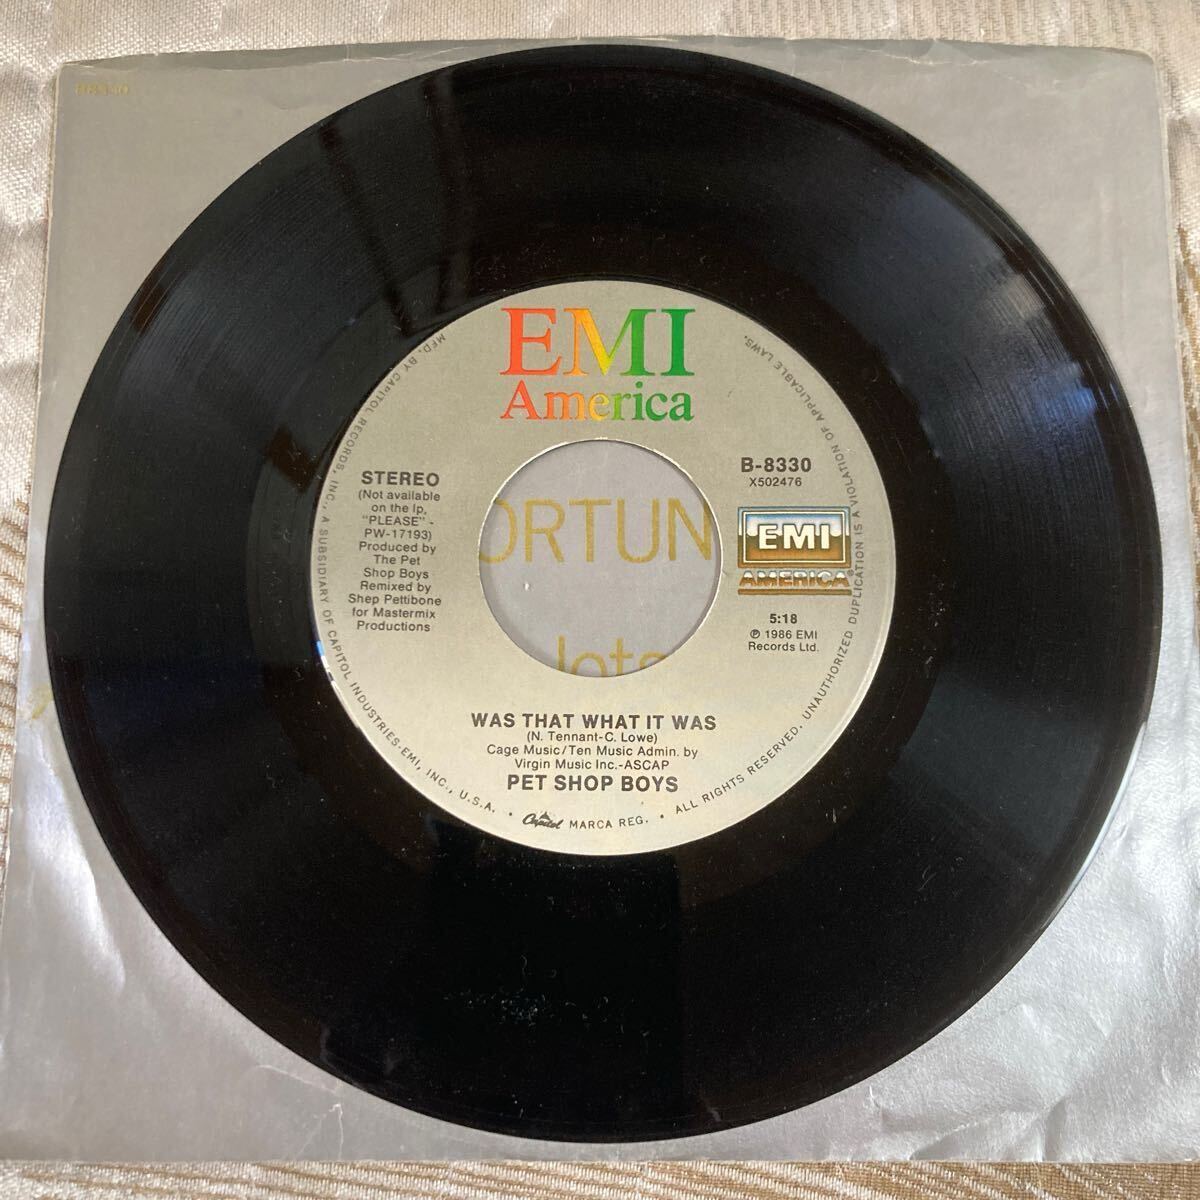 B-8330
EMI
America
STEREO
(Not available
on the lp,
"PLEASE" -
PW-17193)
Produced by
The Pet
Shop Boys
Remixed by
Shep Pettibone
for Mastermix
Productions
B-8330
X502476
EMI
AMERICA®
5:18
℗ 1986 EMI
Records Ltd.
ORTUN
lots
WAS THAT WHAT IT WAS
(N. Tennant-C. Lowe)
Cage Music/Ten Music Admin. by
Virgin Music Inc.-ASCAP
PET SHOP BOYS
MFD. BY CAPITOL RECORDS, INC., A SUBSIDIARY OF CAPITOL INDUSTRIES-EMI, INC., U.S.A. • Capitol MARCA REG. • ALL RIGHTS RESERVED. UNAUTHORIZED DUPLICATION IS A VIOLATION OF APPLICABLE LAWS.